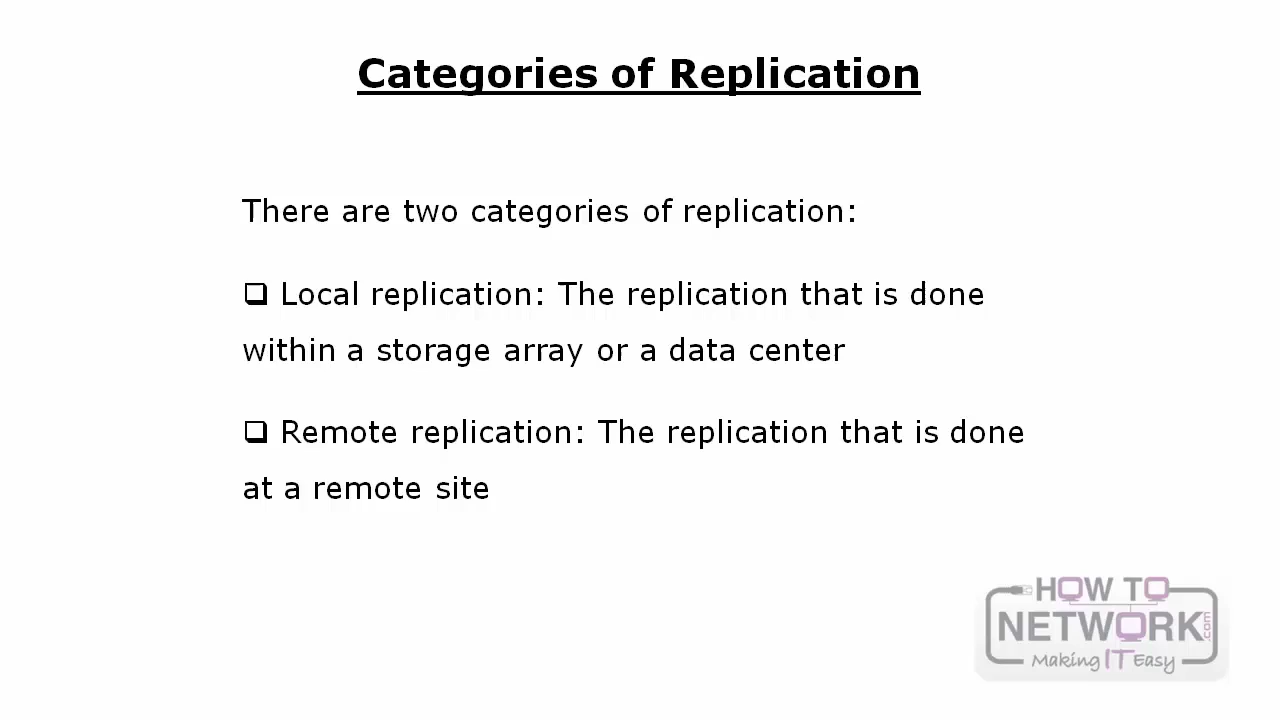 Categories of Replication
There are two categories of replication:
❑ Local replication: The replication that is done
within a storage array or a data center
❑ Remote replication: The replication that is done
at a remote site
HOW TO
NETWORK.com
Making IT Easy